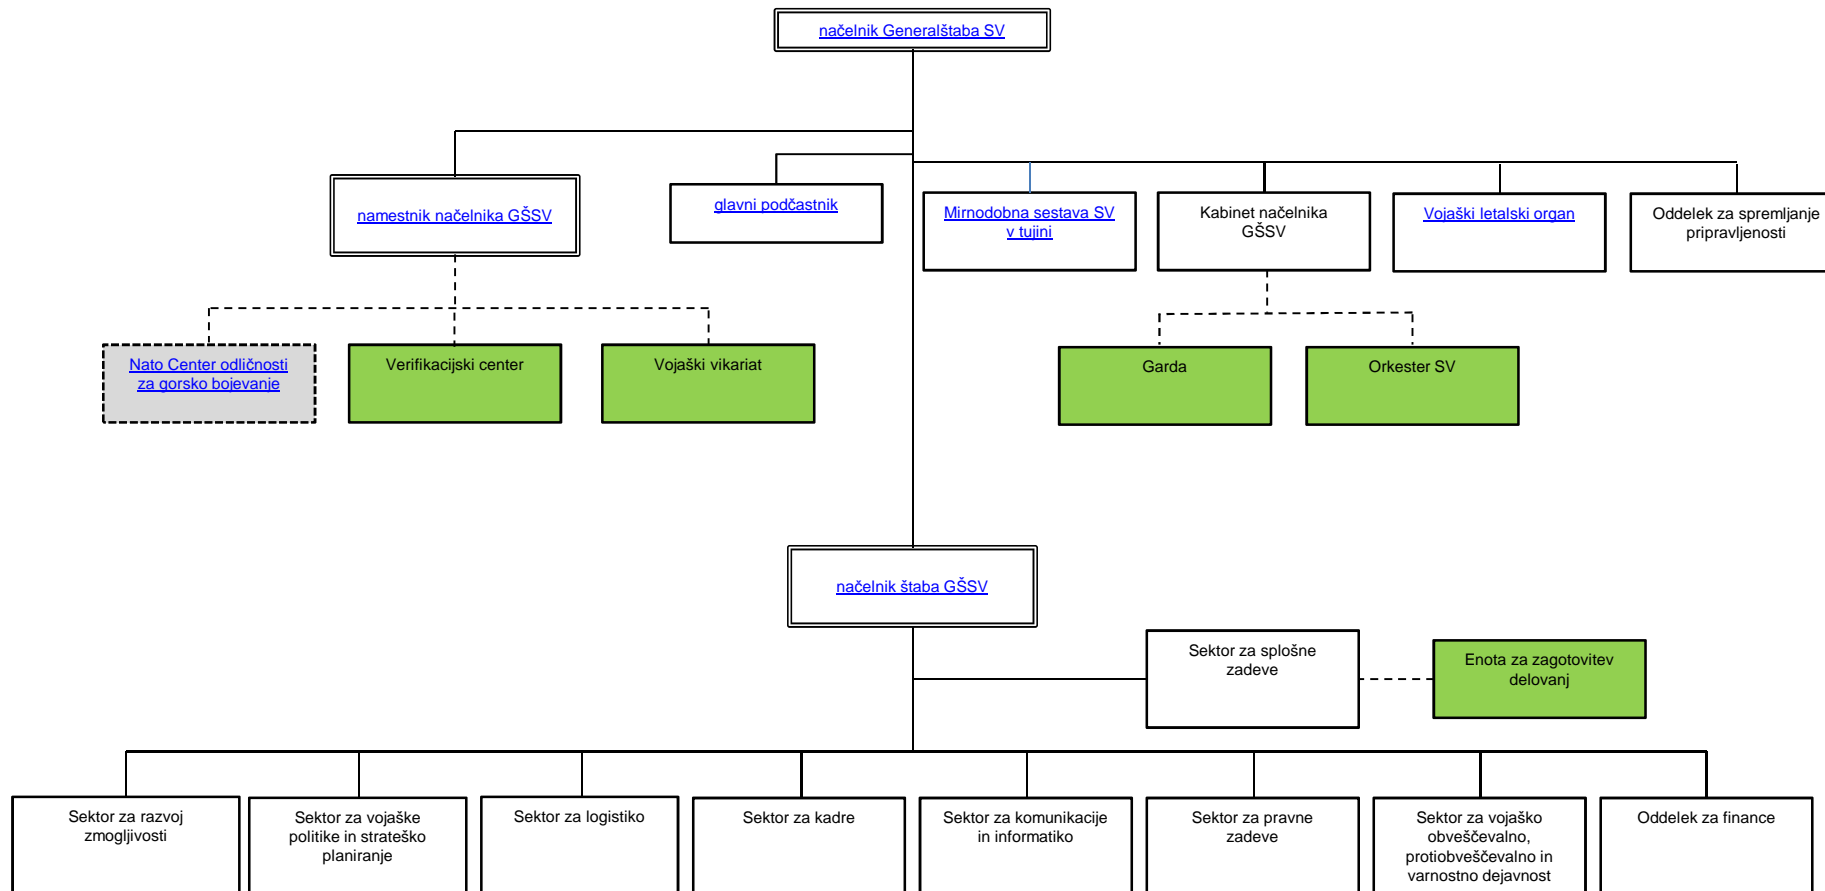 načelnik Generalštaba SV
namestnik načelnika GŠSV
glavni podčastnik
Mirnodobna sestava SV
v tujini
Kabinet načelnika
GŠSV
Vojaški letalski organ
Oddelek za spremljanje
pripravljenosti
Nato Center odličnosti
za gorsko bojevanje
Verifikacijski center
Vojaški vikariat
Garda
Orkester SV
načelnik štaba GŠSV
Sektor za splošne
zadeve
Enota za zagotovitev
delovanj
Sektor za razvoj
zmogljivosti
Sektor za vojaške
politike in strateško
planiranje
Sektor za logistiko
Sektor za kadre
Sektor za komunikacije
in informatiko
Sektor za pravne
zadeve
Sektor za vojaško
obveščevalno,
protiobveščevalno in
varnostno dejavnost
Oddelek za finance